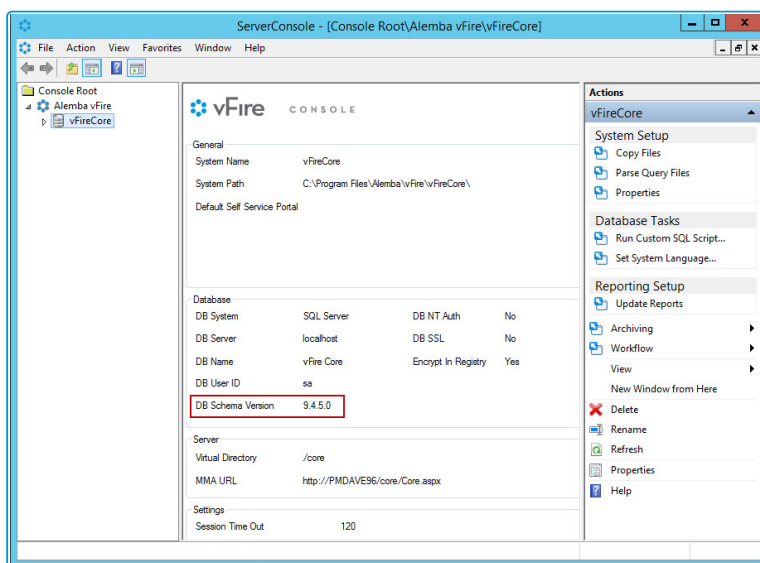 ServerConsole - [Console Root\Alemba vFire\vFireCore]
File Action View Favorites Window Help
Console Root
Alemba vFire
vFireCore
vFire CONSOLE
General
System Name vFireCore
System Path C:\Program Files\Alemba\vFire\vFireCore\
Default Self Service Portal
Database
DB System SQL Server DB NT Auth No
DB Server localhost DB SSL No
DB Name vFire Core Encrypt In Registry Yes
DB User ID sa
DB Schema Version 9.4.5.0
Server
Virtual Directory /core
MMA URL http://PMDAVE96/core/Core.aspx
Settings
Session Time Out 120
Actions
vFireCore
System Setup
Copy Files
Parse Query Files
Properties
Database Tasks
Run Custom SQL Script...
Set System Language...
Reporting Setup
Update Reports
Archiving
Workflow
View
New Window from Here
Delete
Rename
Refresh
Properties
Help